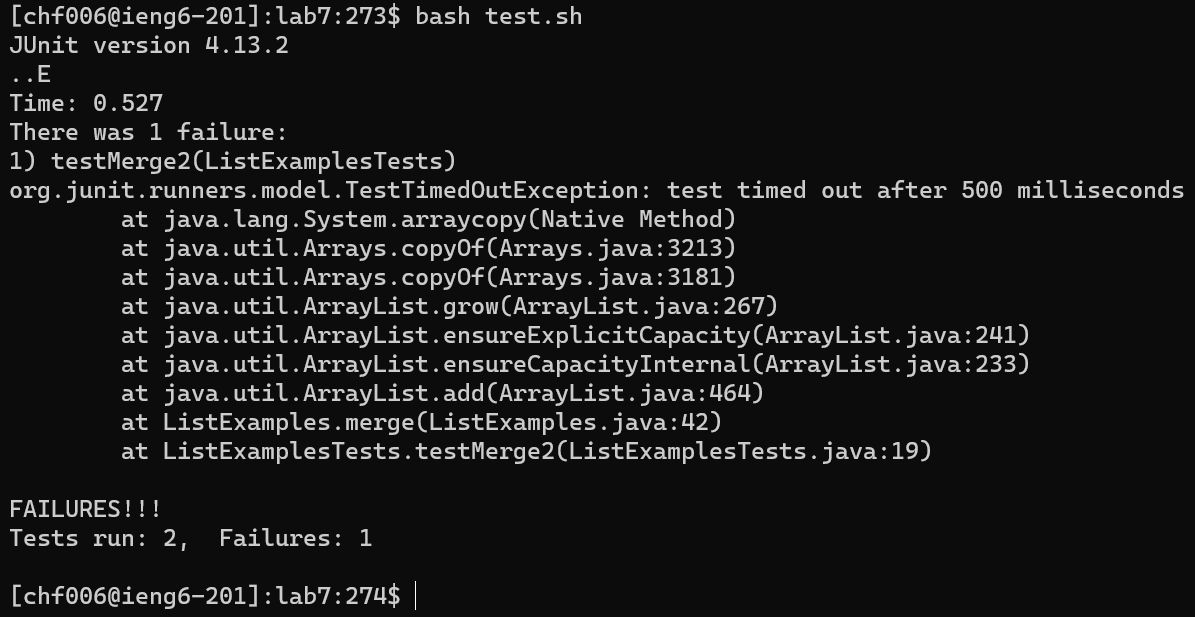 [chf006@ieng6-201]:lab7:273$ bash test.sh
JUnit version 4.13.2
..E
Time: 0.527
There was 1 failure:
1) testMerge2(ListExamplesTests)
org.junit.runners.model.TestTimedOutException: test timed out after 500 milliseconds
        at java.lang.System.arraycopy(Native Method)
        at java.util.Arrays.copyOf(Arrays.java:3213)
        at java.util.Arrays.copyOf(Arrays.java:3181)
        at java.util.ArrayList.grow(ArrayList.java:267)
        at java.util.ArrayList.ensureExplicitCapacity(ArrayList.java:241)
        at java.util.ArrayList.ensureCapacityInternal(ArrayList.java:233)
        at java.util.ArrayList.add(ArrayList.java:464)
        at ListExamples.merge(ListExamples.java:42)
        at ListExamplesTests.testMerge2(ListExamplesTests.java:19)

FAILURES!!!
Tests run: 2,  Failures: 1

[chf006@ieng6-201]:lab7:274$